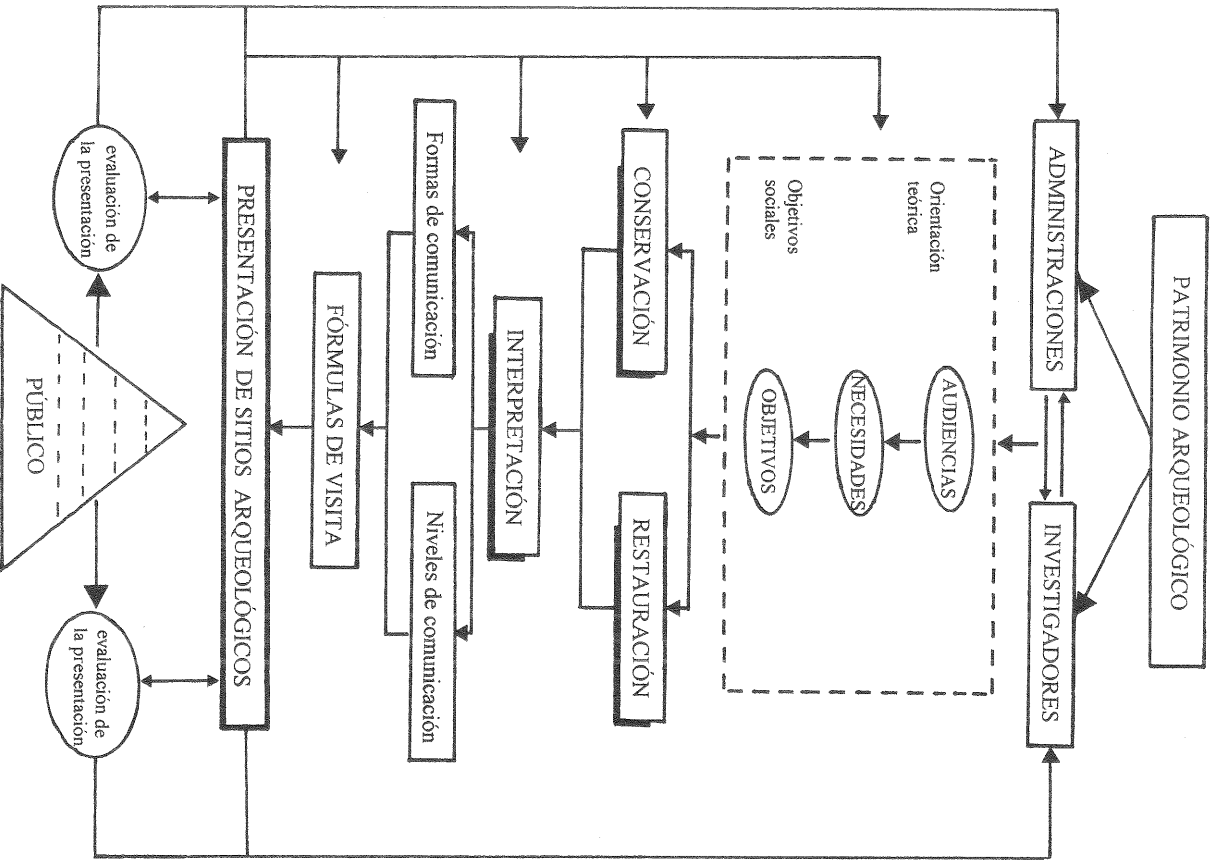 PATRIMONIO ARQUEOLÓGICO
ADMINISTRACIONES
INVESTIGADORES
Orientación
teórica
AUDIENCIAS
NECESIDADES
Objetivos
sociales
OBJETIVOS
CONSERVACIÓN
RESTAURACIÓN
INTERPRETACIÓN
Formas de comunicación
Niveles de comunicación
FÓRMULAS DE VISITA
PRESENTACIÓN DE SITIOS ARQUEOLÓGICOS
evaluación de
la presentación
evaluación de
la presentación
PÚBLICO